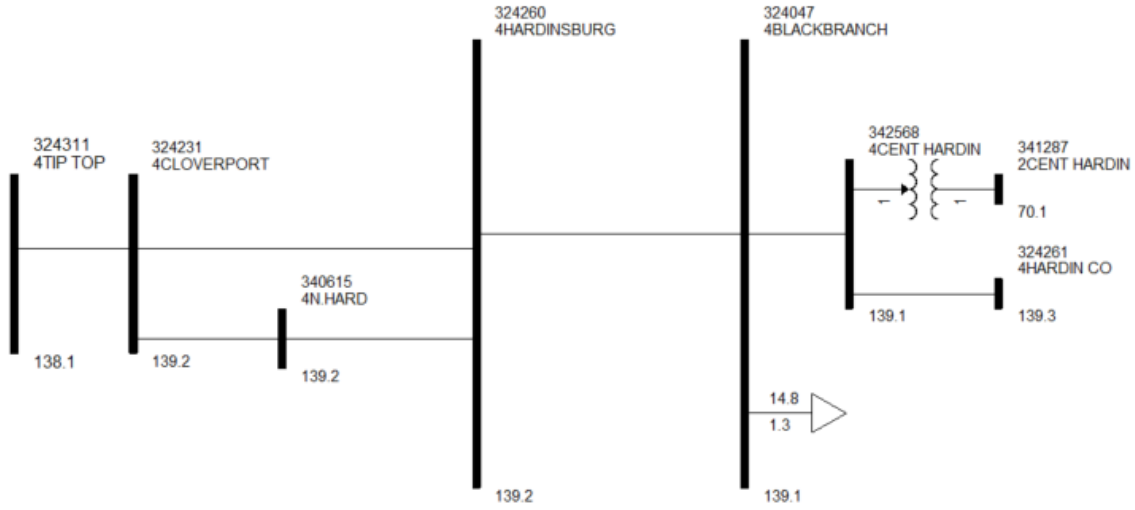 324260
4HARDINSBURG
324047
4BLACKBRANCH
324311
4TIP TOP
324231
4CLOVERPORT
342568
4CENT HARDIN
341287
2CENT HARDIN
1
1
70.1
324261
4HARDIN CO
340615
4N.HARD
139.1
139.3
138.1
139.2
139.2
14.8
1.3
139.2
139.1